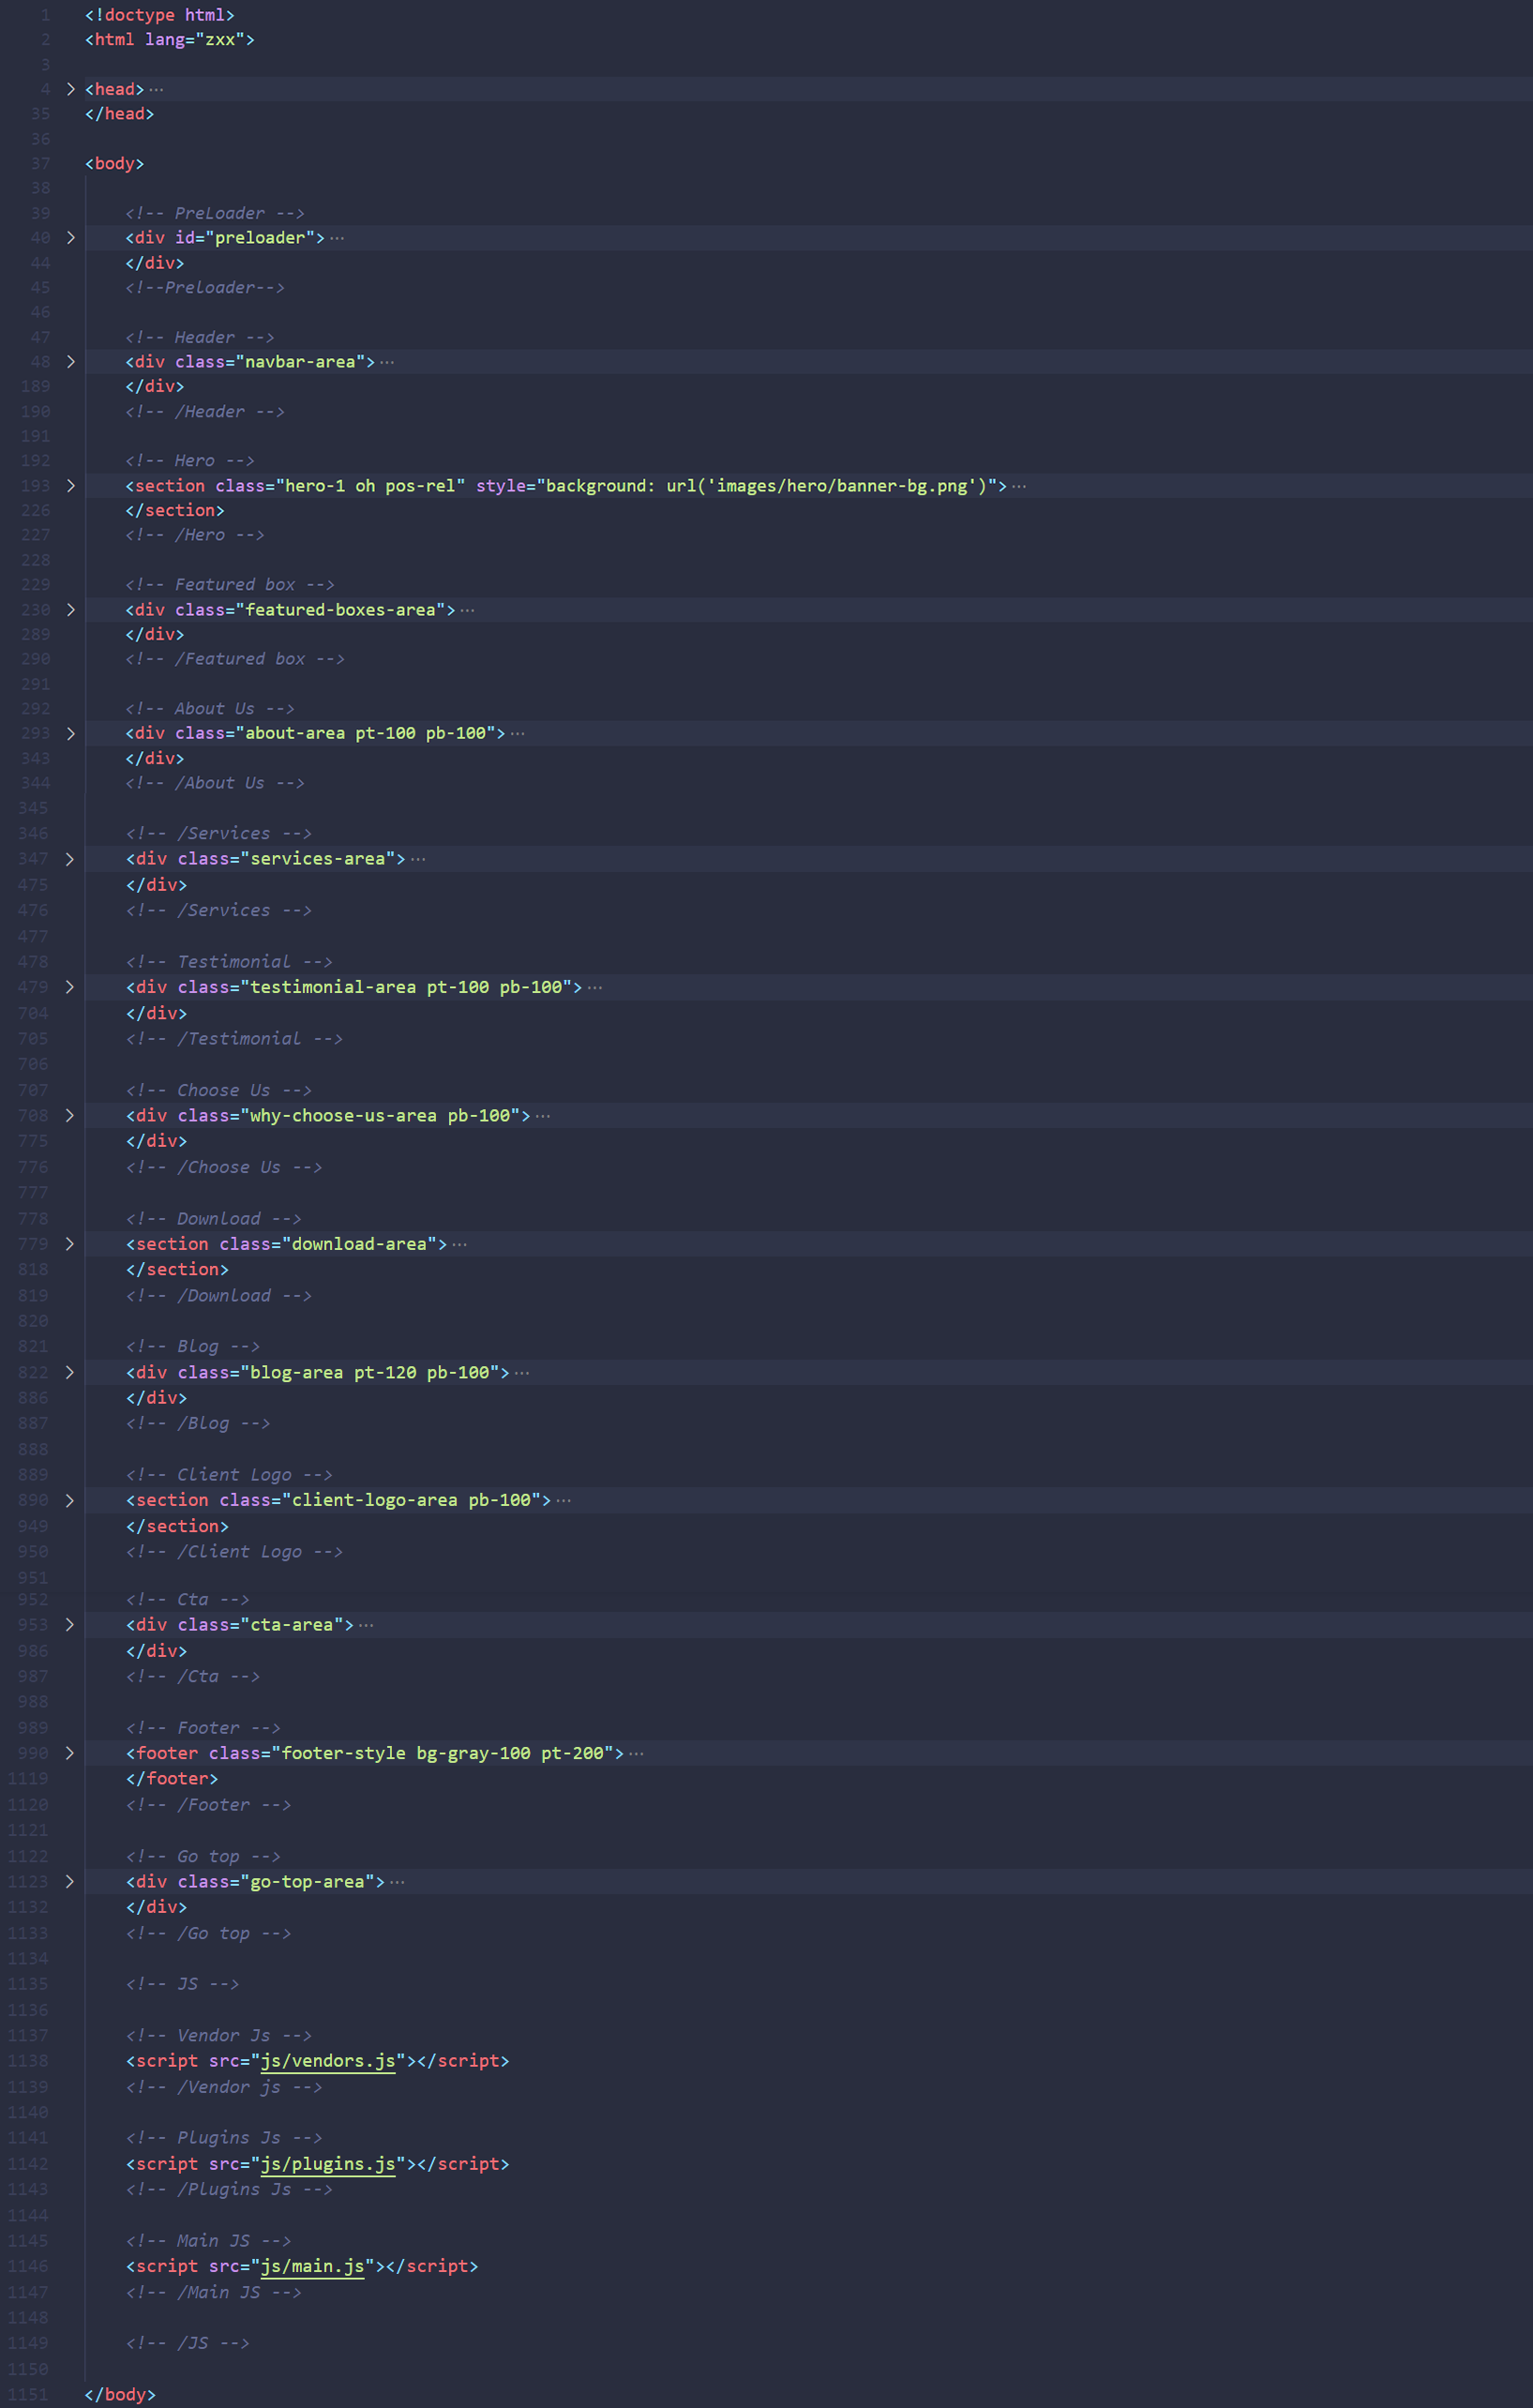 1 <!doctype html>
2 <html lang="zxx">
3
4 <head>···
35 </head>
36
37 <body>
38
39 <!-- PreLoader -->
40 <div id="preloader">···
44 </div>
45 <!--Preloader-->
46
47 <!-- Header -->
48 <div class="navbar-area">···
189 </div>
190 <!-- /Header -->
191
192 <!-- Hero -->
193 <section class="hero-1 oh pos-rel" style="background: url('images/hero/banner-bg.png')">···
226 </section>
227 <!-- /Hero -->
228
229 <!-- Featured box -->
230 <div class="featured-boxes-area">···
289 </div>
290 <!-- /Featured box -->
291
292 <!-- About Us -->
293 <div class="about-area pt-100 pb-100">···
343 </div>
344 <!-- /About Us -->
345
346 <!-- /Services -->
347 <div class="services-area">···
475 </div>
476 <!-- /Services -->
477
478 <!-- Testimonial -->
479 <div class="testimonial-area pt-100 pb-100">···
704 </div>
705 <!-- /Testimonial -->
706
707 <!-- Choose Us -->
708 <div class="why-choose-us-area pb-100">···
775 </div>
776 <!-- /Choose Us -->
777
778 <!-- Download -->
779 <section class="download-area">···
818 </section>
819 <!-- /Download -->
820
821 <!-- Blog -->
822 <div class="blog-area pt-120 pb-100">···
886 </div>
887 <!-- /Blog -->
888
889 <!-- Client Logo -->
890 <section class="client-logo-area pb-100">···
949 </section>
950 <!-- /Client Logo -->
951
952 <!-- Cta -->
953 <div class="cta-area">···
986 </div>
987 <!-- /Cta -->
988
989 <!-- Footer -->
990 <footer class="footer-style bg-gray-100 pt-200">···
1119 </footer>
1120 <!-- /Footer -->
1121
1122 <!-- Go top -->
1123 <div class="go-top-area">···
1132 </div>
1133 <!-- /Go top -->
1134
1135 <!-- JS -->
1136
1137 <!-- Vendor Js -->
1138 <script src="js/vendors.js"></script>
1139 <!-- /Vendor js -->
1140
1141 <!-- Plugins Js -->
1142 <script src="js/plugins.js"></script>
1143 <!-- /Plugins Js -->
1144
1145 <!-- Main JS -->
1146 <script src="js/main.js"></script>
1147 <!-- /Main JS -->
1148
1149 <!-- /JS -->
1150
1151 </body>